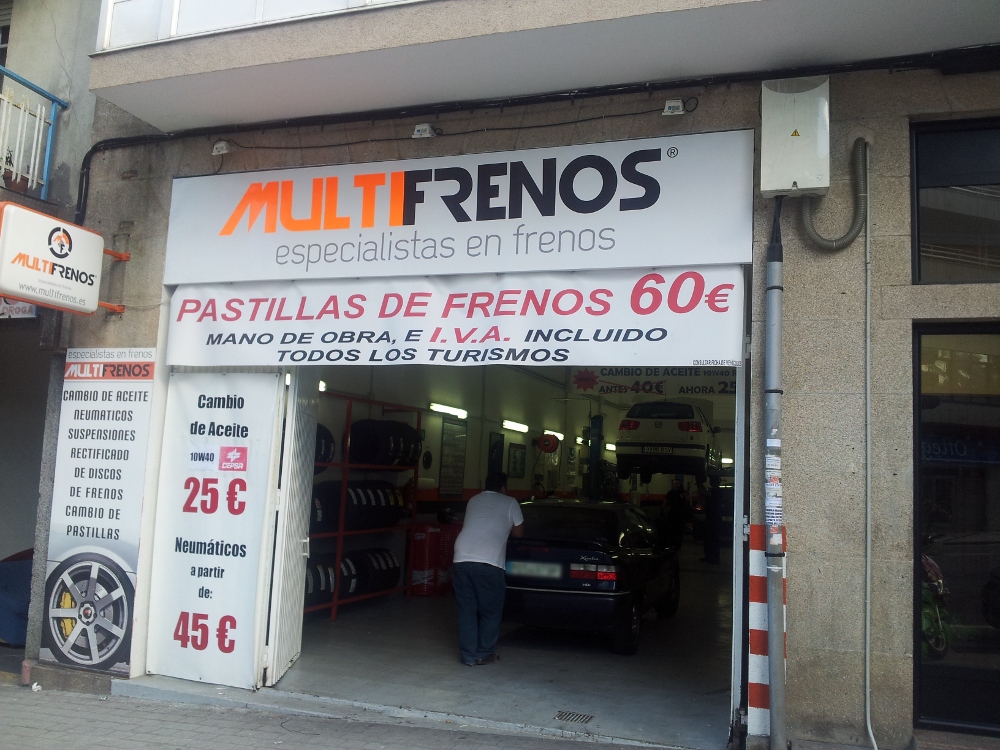 MULTIFRENOS®
especialistas en frenos
PASTILLAS DE FRENOS 60€
MANO DE OBRA, E I.V.A. INCLUIDO
TODOS LOS TURISMOS
MULTIFRENOS
www.multifrenos.es
DROGA
especialistas en frenos
MULTIFRENOS
CAMBIO DE ACEITE
NEUMATICOS
SUSPENSIONES
RECTIFICADO
DE DISCOS
DE FRENOS
CAMBIO DE
PASTILLAS
Cambio
de Aceite
10W40 CEPSA
25 €
Neumáticos
a partir
de:
45 €
CAMBIO DE ACEITE 10W40
ANTES 40€ AHORA 25